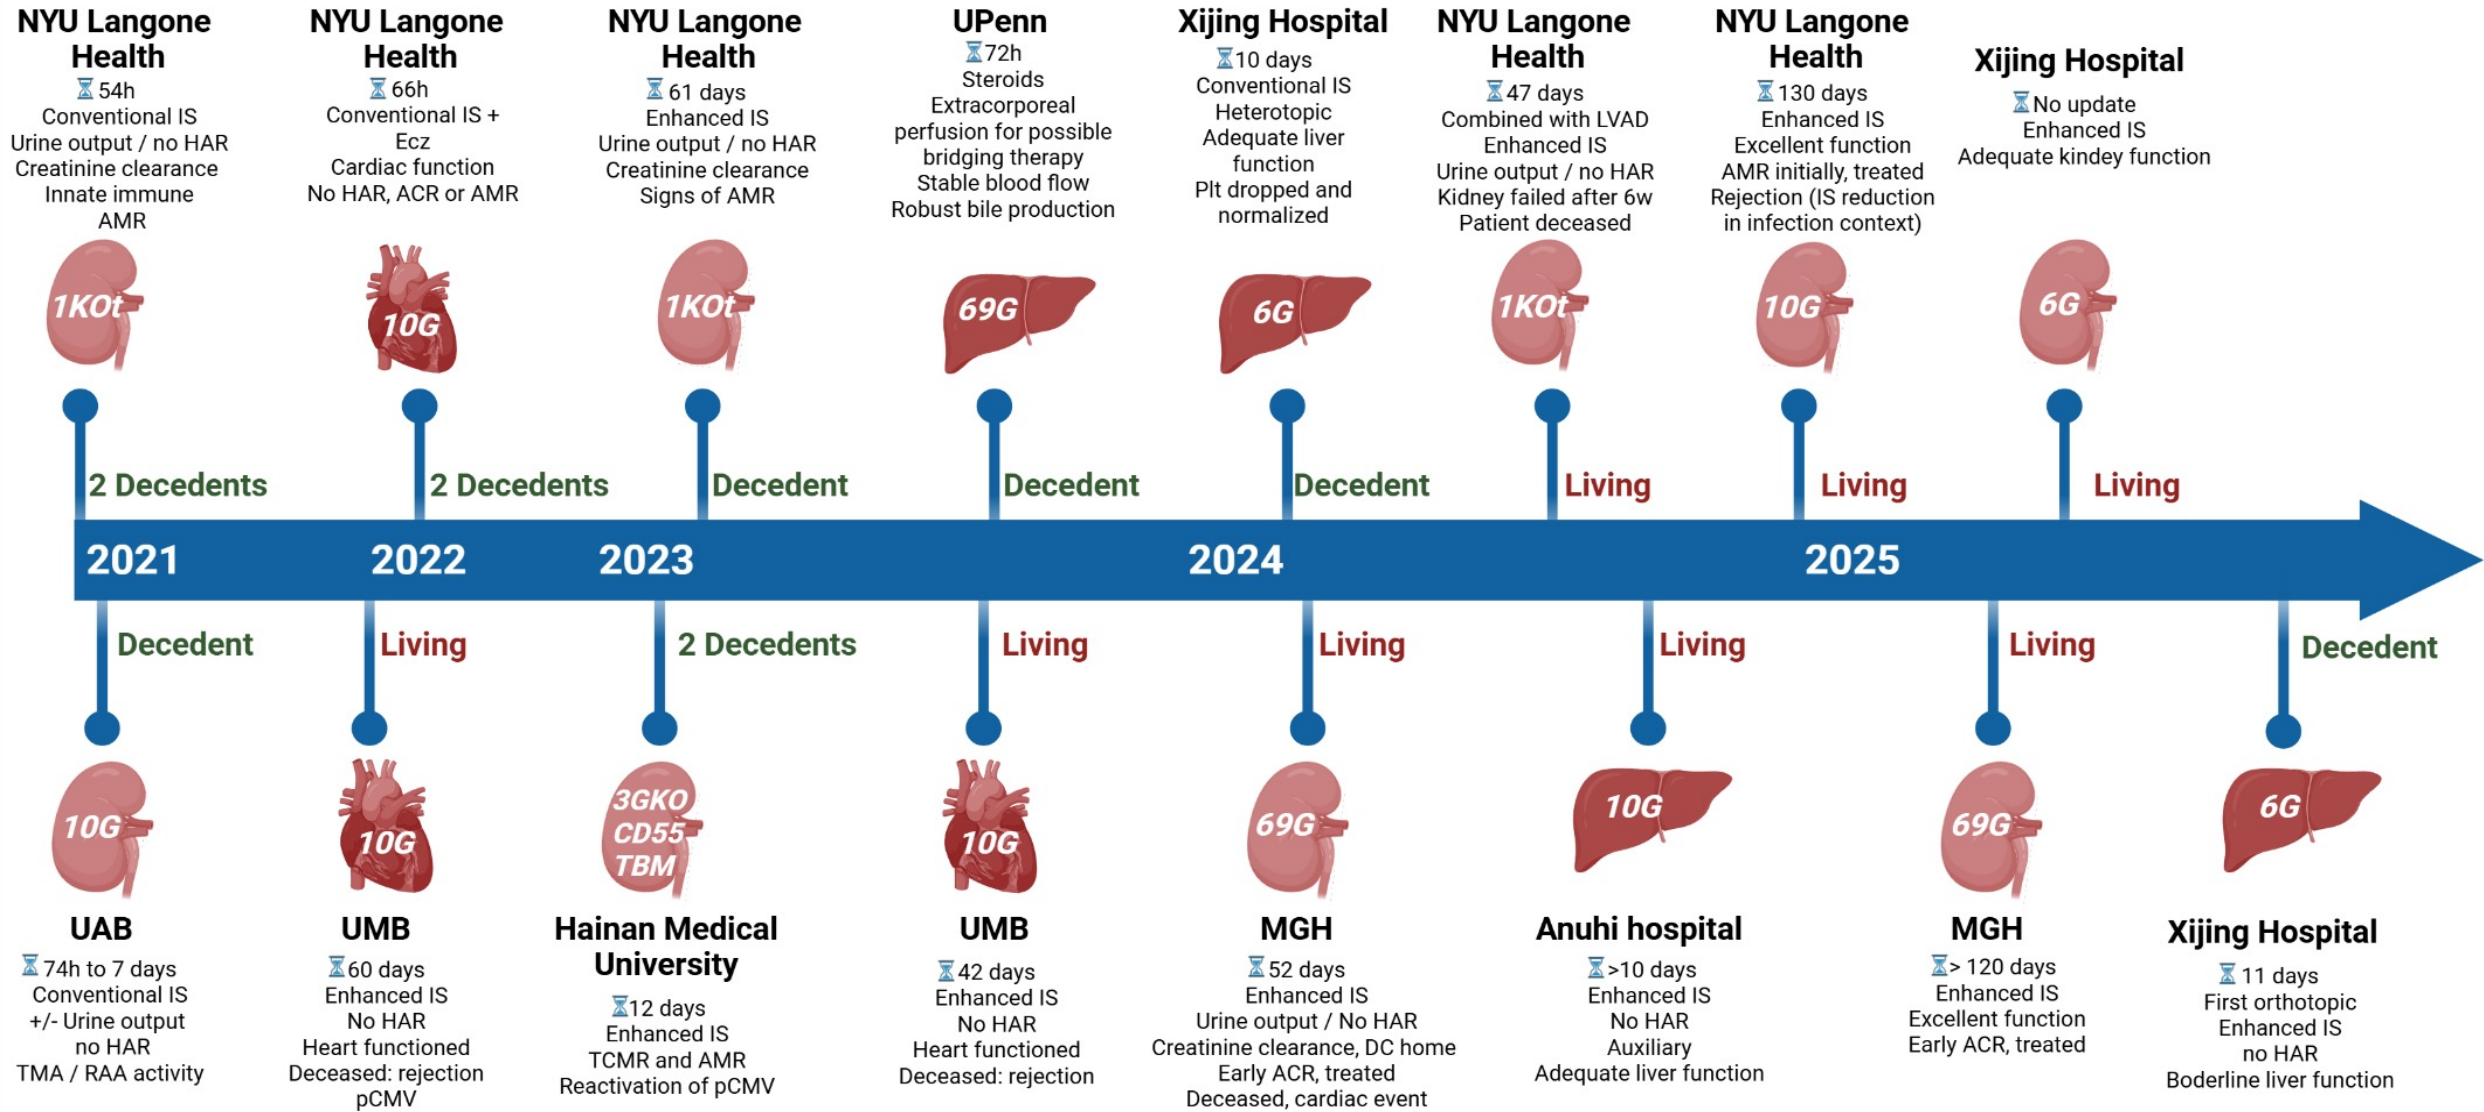 NYU Langone
Health
54h
Conventional IS
Urine output / no HAR
Creatinine clearance
Innate immune
AMR
1KOt
2 Decedents
NYU Langone
Health
66h
Conventional IS +
Ecz
Cardiac function
No HAR, ACR or AMR
10G
2 Decedents
NYU Langone
Health
61 days
Enhanced IS
Urine output / no HAR
Creatinine clearance
Signs of AMR
1KOt
Decedent
UPenn
72h
Steroids
Extracorporeal
perfusion for possible
bridging therapy
Stable blood flow
Robust bile production
69G
Decedent
Xijing Hospital
10 days
Conventional IS
Heterotopic
Adequate liver
function
Plt dropped and
normalized
6G
Decedent
NYU Langone
Health
47 days
Combined with LVAD
Enhanced IS
Urine output / no HAR
Kidney failed after 6w
Patient deceased
1KOt
Living
NYU Langone
Health
130 days
Enhanced IS
Excellent function
AMR initially, treated
Rejection (IS reduction
in infection context)
10G
Living
Xijing Hospital
No update
Enhanced IS
Adequate kindey function
6G
Living
2021
2022
2023
2024
2025
Decedent
10G
UAB
74h to 7 days
Conventional IS
+/- Urine output
no HAR
TMA / RAA activity
Living
10G
UMB
60 days
Enhanced IS
No HAR
Heart functioned
Deceased: rejection
pCMV
2 Decedents
3GKO
CD55
TBM
Hainan Medical
University
12 days
Enhanced IS
TCMR and AMR
Reactivation of pCMV
Living
10G
UMB
42 days
Enhanced IS
No HAR
Heart functioned
Deceased: rejection
Living
69G
MGH
52 days
Enhanced IS
Urine output / No HAR
Creatinine clearance, DC home
Early ACR, treated
Deceased, cardiac event
Living
10G
Anuhi hospital
>10 days
Enhanced IS
No HAR
Auxiliary
Adequate liver function
Living
69G
MGH
> 120 days
Enhanced IS
Excellent function
Early ACR, treated
Decedent
6G
Xijing Hospital
11 days
First orthotopic
Enhanced IS
no HAR
Boderline liver function